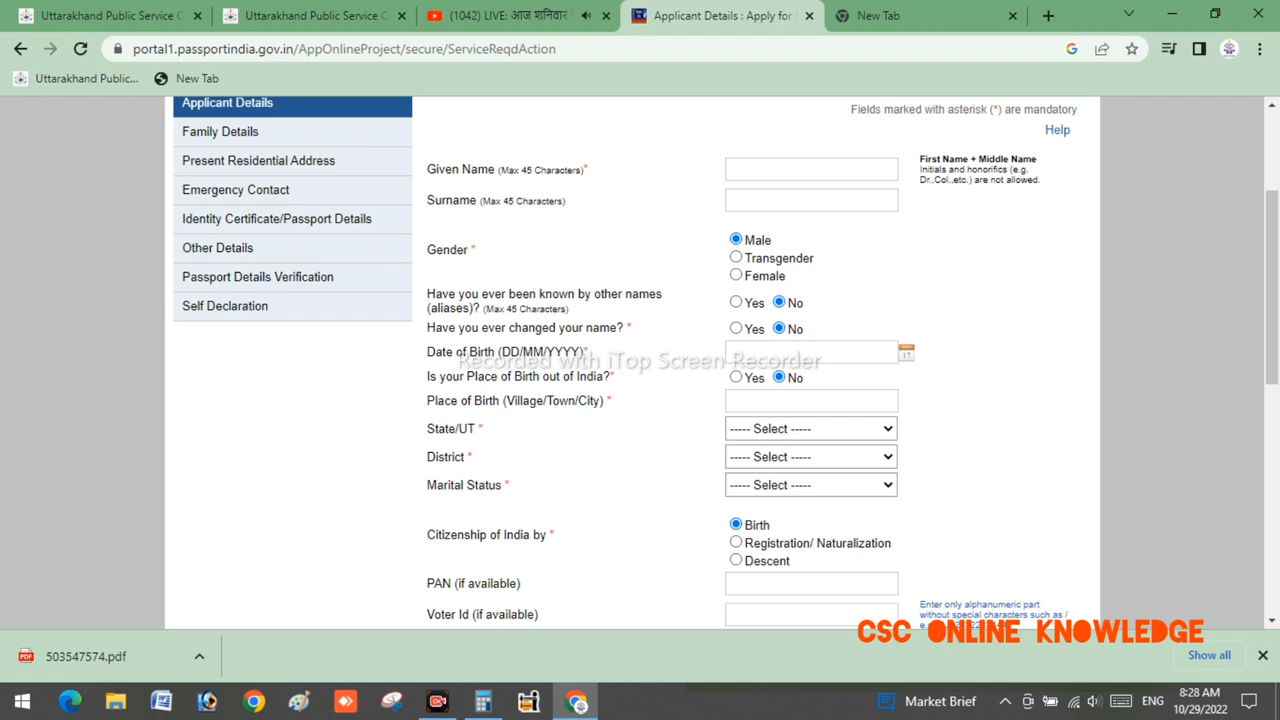 Uttarakhand Public Service C
Uttarakhand Public Service C
(1042) LIVE: आज शनिवार
Applicant Details : Apply for
New Tab
portal1.passportindia.gov.in/AppOnlineProject/secure/ServiceReqdAction
Uttarakhand Public...
New Tab
Applicant Details
Family Details
Present Residential Address
Emergency Contact
Identity Certificate/Passport Details
Other Details
Passport Details Verification
Self Declaration
Fields marked with asterisk (*) are mandatory
Help
Given Name (Max 45 Characters)*
First Name + Middle Name
Initials and honorifics (e.g.
Dr.,Col.,etc.) are not allowed.
Surname (Max 45 Characters)
Gender *
Male
Transgender
Female
Have you ever been known by other names
(aliases)? (Max 45 Characters)
Yes No
Have you ever changed your name? *
Yes No
Date of Birth (DD/MM/YYYY)*
Recorded with iTop Screen Recorder
Is your Place of Birth out of India?*
Yes No
Place of Birth (Village/Town/City) *
State/UT *
----- Select -----
District *
----- Select -----
Marital Status *
----- Select -----
Citizenship of India by *
Birth
Registration/ Naturalization
Descent
PAN (if available)
Voter Id (if available)
Enter only alphanumeric part
without special characters such as /
CSC ONLINE KNOWLEDGE
503547574.pdf
Show all
Market Brief
ENG
8:28 AM
10/29/2022